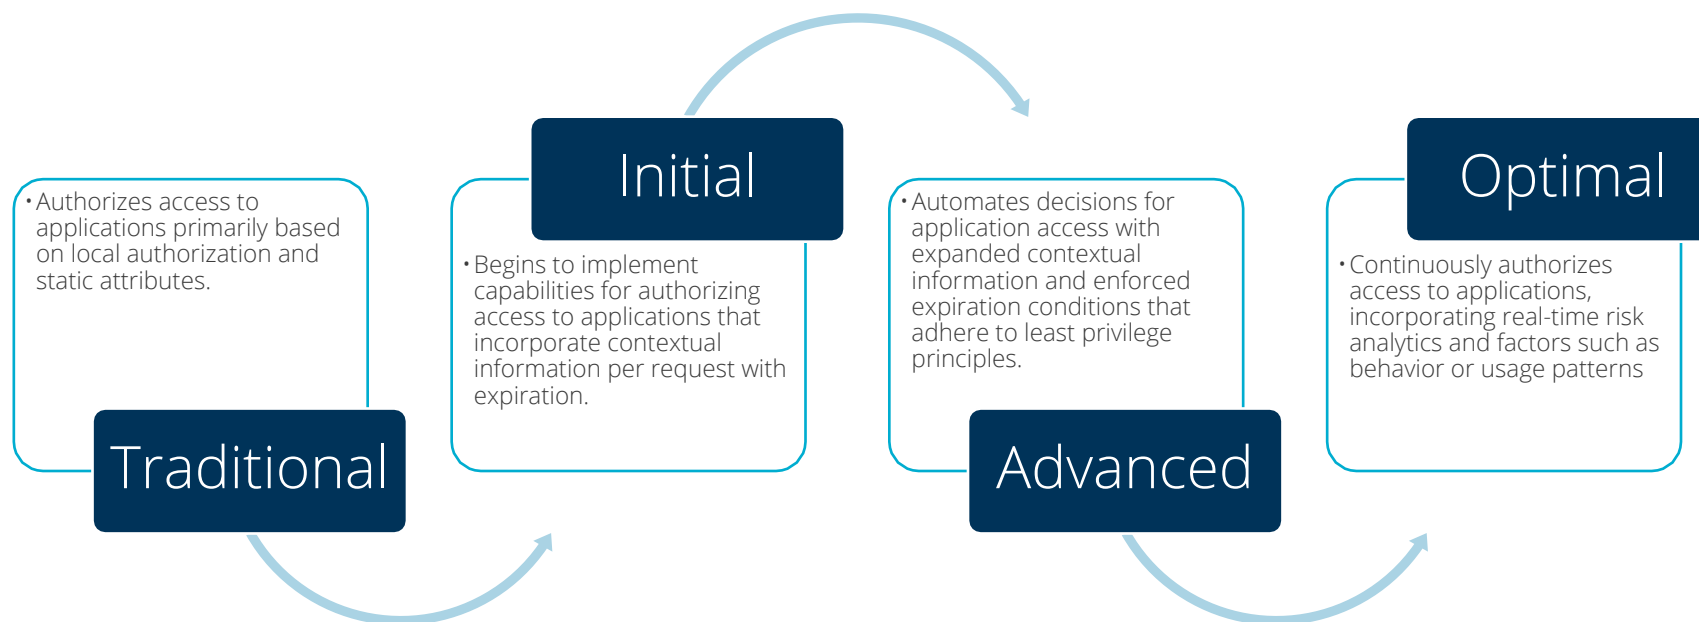 • Authorizes access to
applications primarily based
on local authorization and
static attributes.
Traditional
Initial
• Begins to implement
capabilities for authorizing
access to applications that
incorporate contextual
information per request with
expiration.
• Automates decisions for
application access with
expanded contextual
information and enforced
expiration conditions that
adhere to least privilege
principles.
Advanced
Optimal
• Continuously authorizes
access to applications,
incorporating real-time risk
analytics and factors such as
behavior or usage patterns